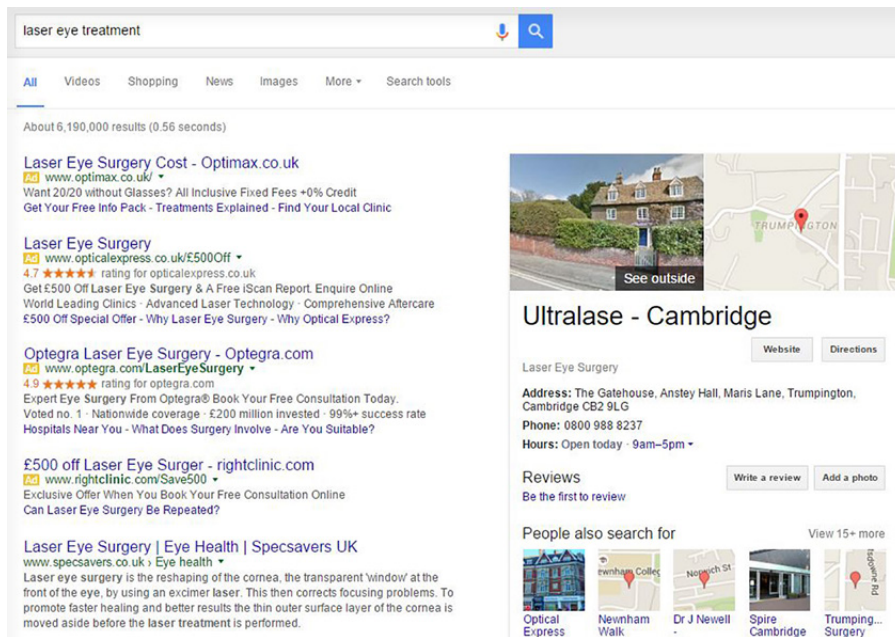 laser eye treatment
All Videos Shopping News Images More Search tools
About 6,190,000 results (0.56 seconds)
Laser Eye Surgery Cost - Optimax.co.uk
Ad www.optimax.co.uk/
Want 20/20 without Glasses? All Inclusive Fixed Fees +0% Credit
Get Your Free Info Pack - Treatments Explained - Find Your Local Clinic
Laser Eye Surgery
Ad www.opticalexpress.co.uk/£500Off
4.7 ★★★★★ rating for opticalexpress.co.uk
Get £500 Off Laser Eye Surgery & A Free iScan Report. Enquire Online
World Leading Clinics · Advanced Laser Technology · Comprehensive Aftercare
£500 Off Special Offer - Why Laser Eye Surgery - Why Optical Express?
Optegra Laser Eye Surgery - Optegra.com
Ad www.optegra.com/LaserEyeSurgery
4.9 ★★★★★ rating for optegra.com
Expert Eye Surgery From Optegra® Book Your Free Consultation Today.
Voted no. 1 · Nationwide coverage · £200 million invested · 99%+ success rate
Hospitals Near You - What Does Surgery Involve - Are You Suitable?
£500 off Laser Eye Surger - rightclinic.com
Ad www.rightclinic.com/Save500
Exclusive Offer When You Book Your Free Consultation Online
Can Laser Eye Surgery Be Repeated?
Laser Eye Surgery | Eye Health | Specsavers UK
www.specsavers.co.uk › Eye health
Laser eye surgery is the reshaping of the cornea, the transparent 'window' at the
front of the eye, by using an excimer laser. This then corrects focusing problems. To
promote faster healing and better results the thin outer surface layer of the cornea is
moved aside before the laser treatment is performed.
See outside
TRUMPINGTON
Ultralase - Cambridge
Website Directions
Laser Eye Surgery
Address: The Gatehouse, Anstey Hall, Maris Lane, Trumpington,
Cambridge CB2 9LG
Phone: 0800 988 8237
Hours: Open today · 9am–5pm
Reviews
Write a review Add a photo
Be the first to review
People also search for
View 15+ more
ewnham Colleg
Norwich St
Optical
Express
Newnham
Walk
Dr J Newell
-
Spire
Cambridge
Trumping...
Surgery